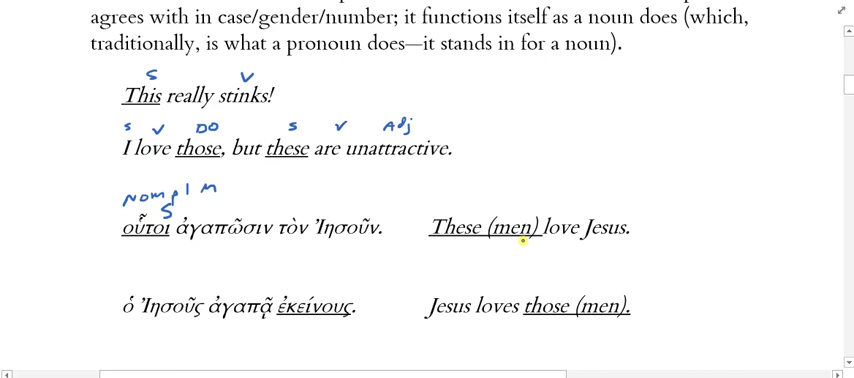 agrees with in case/gender/number; it functions itself as a noun does (which,
traditionally, is what a pronoun does—it stands in for a noun).
S V
This really stinks!
S V DO S V Adj
I love those, but these are unattractive.
Nom pl M
S
οὗτοι ἀγαπῶσιν τὸν Ἰησοῦν. These (men) love Jesus.
ὁ Ἰησοῦς ἀγαπᾷ ἐκείνους. Jesus loves those (men).